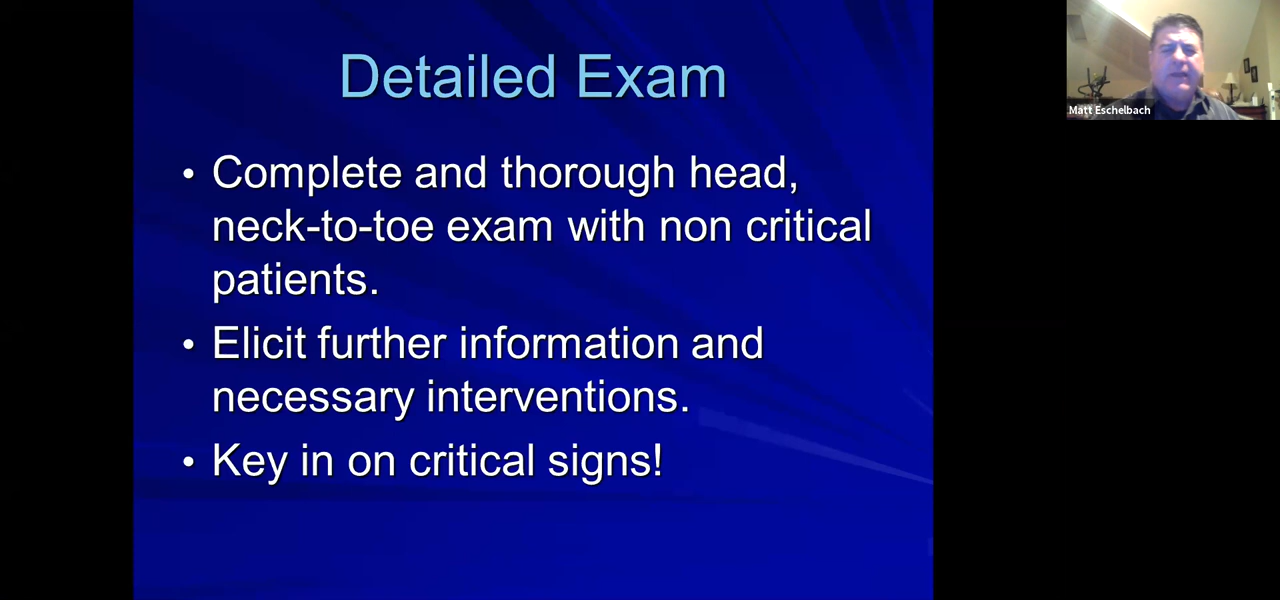 Detailed Exam
• Complete and thorough head,
neck-to-toe exam with non critical
patients.
• Elicit further information and
necessary interventions.
• Key in on critical signs!
Matt Eschelbach